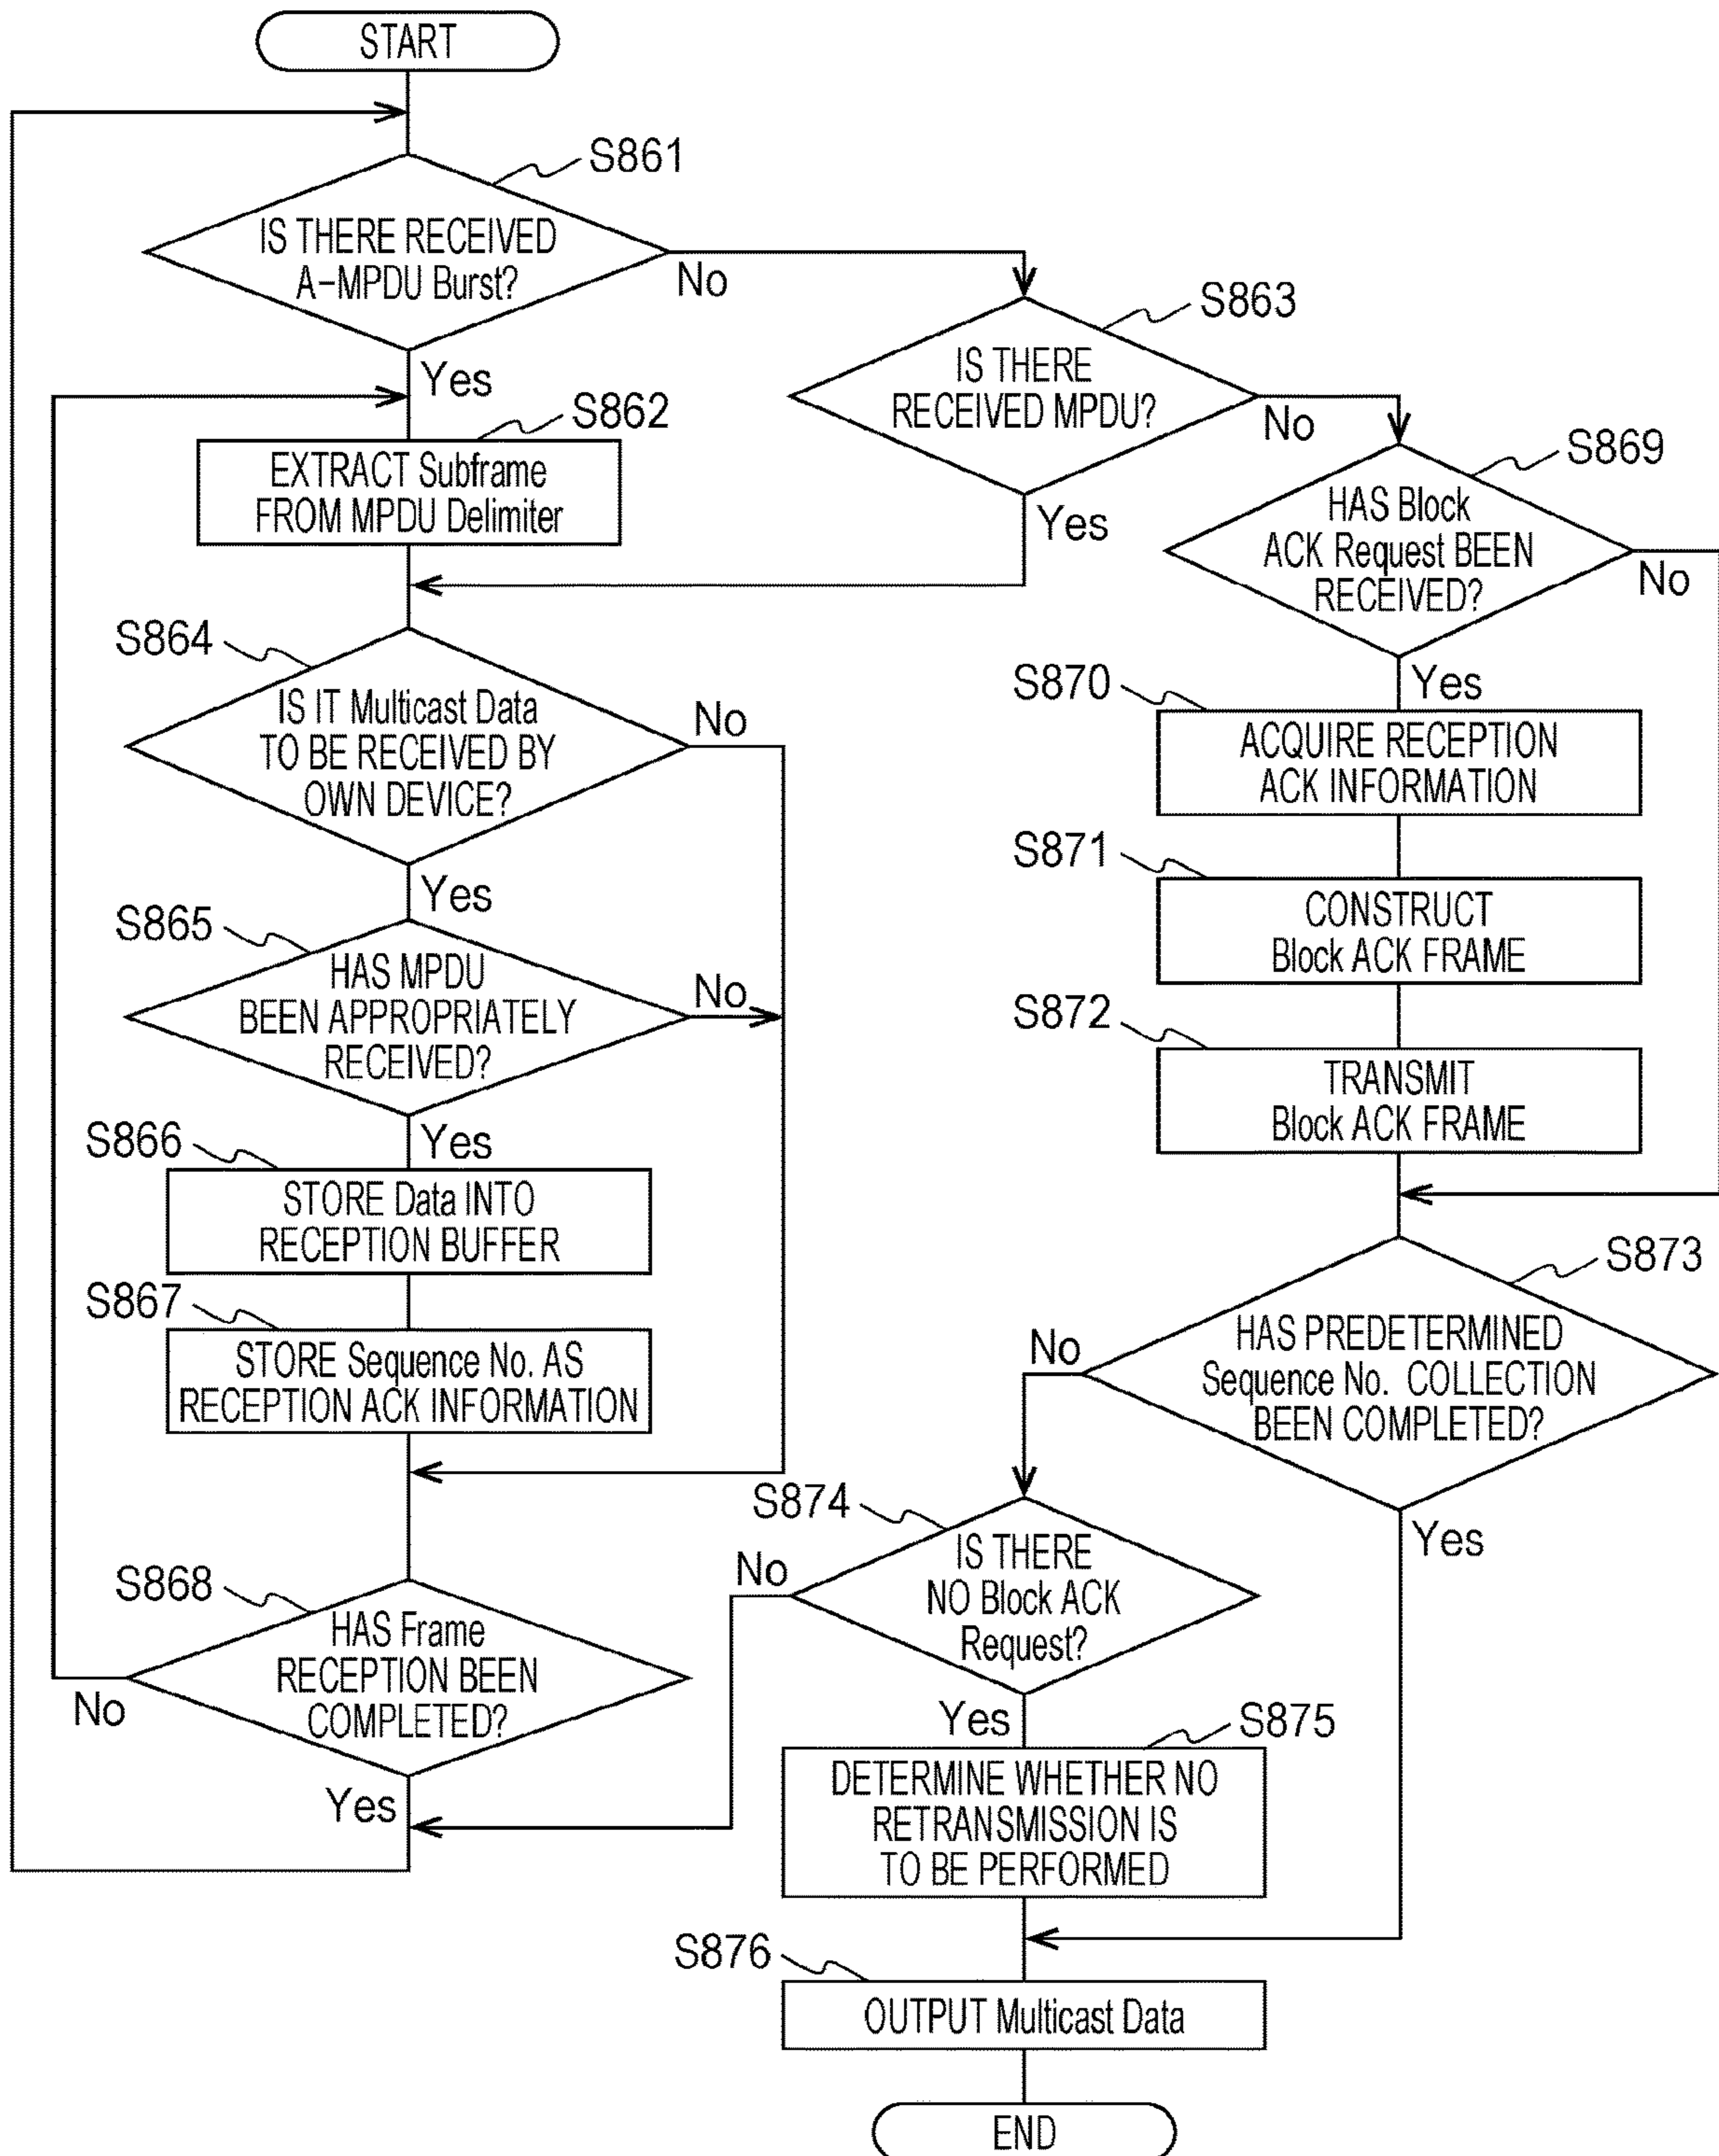 START
S861
IS THERE RECEIVED
A-MPDU Burst?
No
Yes
S863
IS THERE
RECEIVED MPDU?
No
Yes
S862
EXTRACT Subframe
FROM MPDU Delimiter
S869
HAS Block
ACK Request BEEN
RECEIVED?
No
Yes
S864
IS IT Multicast Data
TO BE RECEIVED BY
OWN DEVICE?
No
Yes
S870
ACQUIRE RECEPTION
ACK INFORMATION
S865
HAS MPDU
BEEN APPROPRIATELY
RECEIVED?
No
Yes
S871
CONSTRUCT
Block ACK FRAME
S872
TRANSMIT
Block ACK FRAME
S866
STORE Data INTO
RECEPTION BUFFER
S867
STORE Sequence No. AS
RECEPTION ACK INFORMATION
S873
HAS PREDETERMINED
Sequence No. COLLECTION
BEEN COMPLETED?
No
Yes
S874
IS THERE
NO Block ACK
Request?
No
Yes
S868
HAS Frame
RECEPTION BEEN
COMPLETED?
No
Yes
S875
DETERMINE WHETHER NO
RETRANSMISSION IS
TO BE PERFORMED
S876
OUTPUT Multicast Data
END